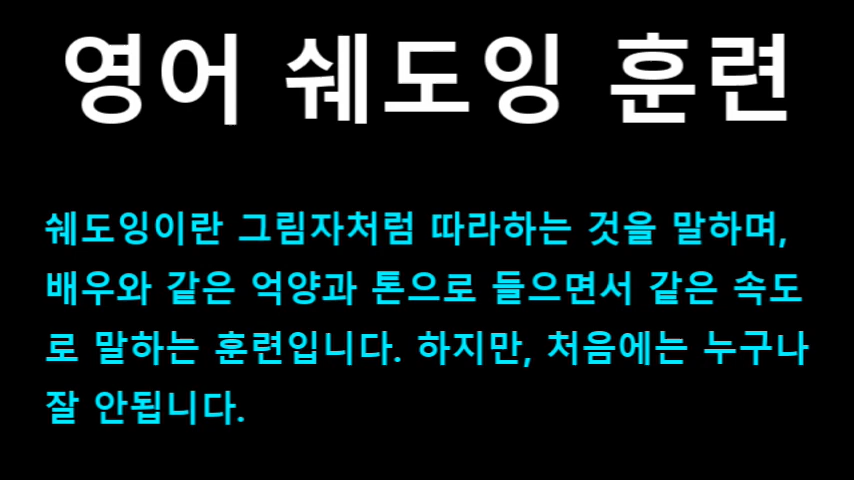 영어 쉐도잉 훈련
쉐도잉이란 그림자처럼 따라하는 것을 말하며,
배우와 같은 억양과 톤으로 들으면서 같은 속도
로 말하는 훈련입니다. 하지만, 처음에는 누구나
잘 안됩니다.